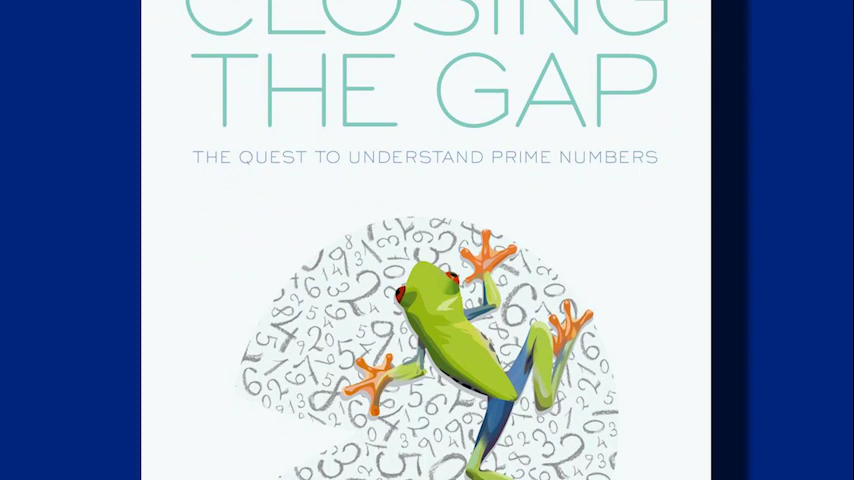 CLOSING
THE GAP
THE QUEST TO UNDERSTAND PRIME NUMBERS